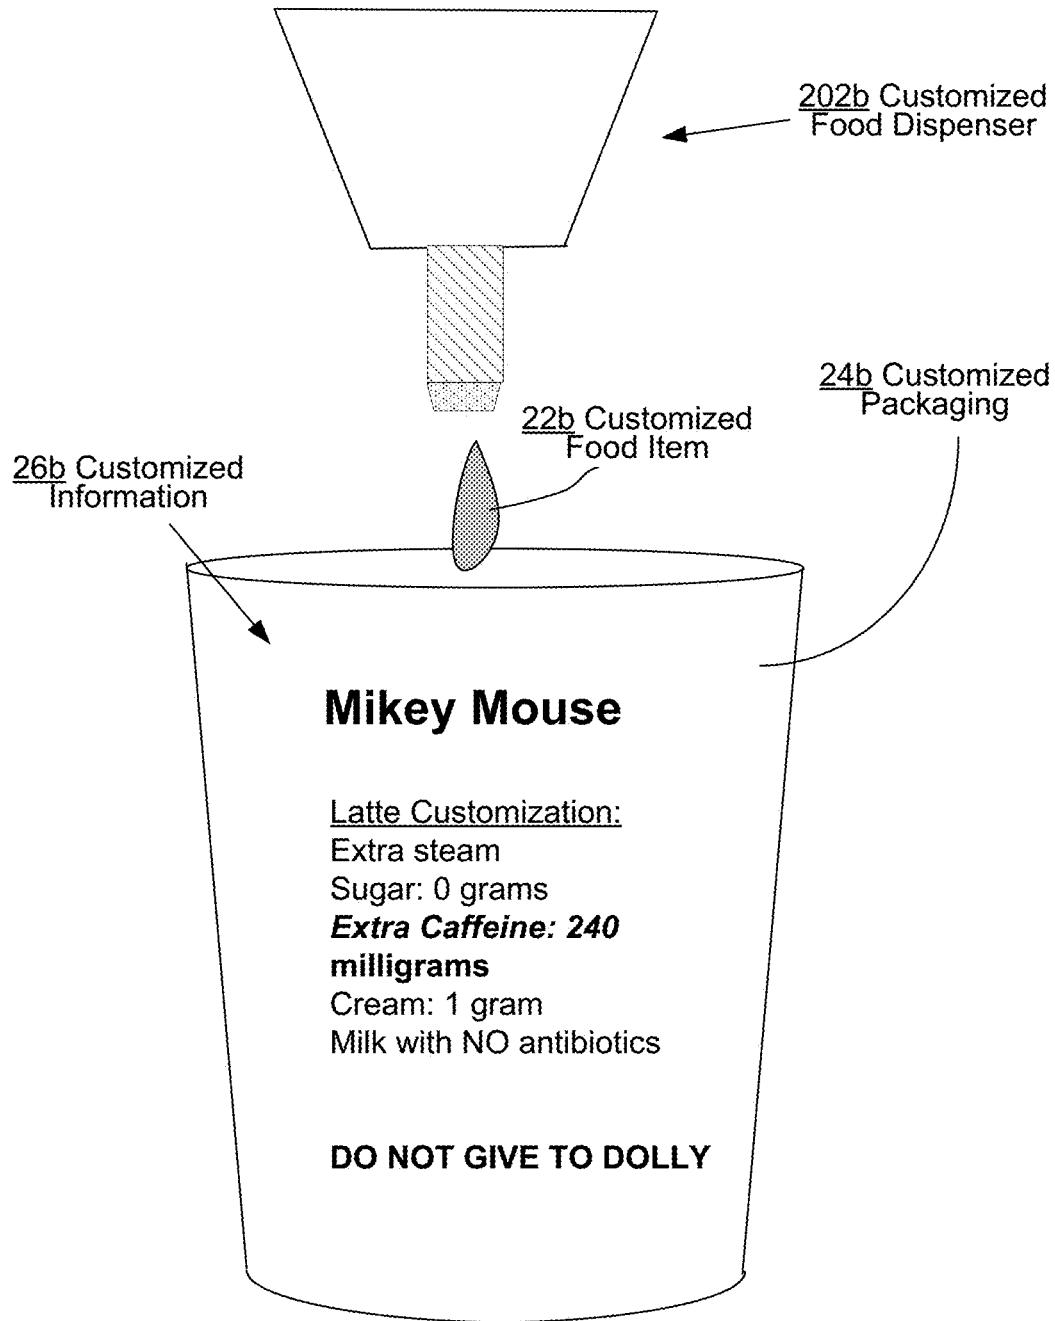 202b Customized
Food Dispenser
24b Customized
Packaging
22b Customized
Food Item
26b Customized
Information
Mikey Mouse
Latte Customization:
Extra steam
Sugar: 0 grams
Extra Caffeine: 240
milligrams
Cream: 1 gram
Milk with NO antibiotics
DO NOT GIVE TO DOLLY